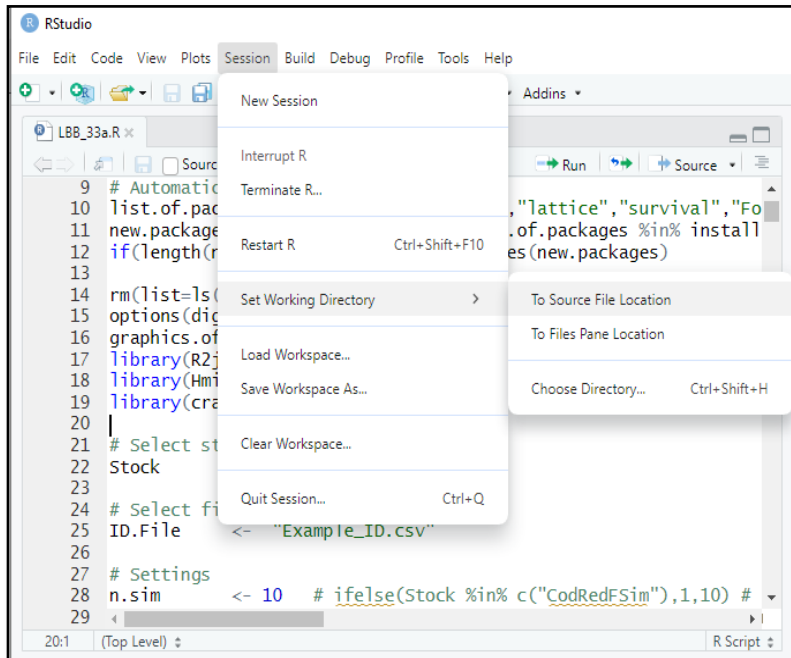 R RStudio
File Edit Code View Plots Session Build Debug Profile Tools Help
Addins
LBB_33a.R
Sourc Run Source
New Session
Interrupt R
Terminate R...
Restart R Ctrl+Shift+F10
Set Working Directory
Load Workspace...
Save Workspace As...
Clear Workspace...
Quit Session... Ctrl+Q
To Source File Location
To Files Pane Location
Choose Directory... Ctrl+Shift+H
9 # Automatic
10 list.of.pac ,"lattice","survival","Fo
11 new.package .of.packages %in% install
12 if(length(n es(new.packages)
13
14 rm(list=ls(
15 options(dig
16 graphics.of
17 library(R2j
18 library(Hmi
19 library(cra
20
21 # Select st
22 Stock
23
24 # Select fi
25 ID.File <- "Example_ID.csv"
26
27 # Settings
28 n.sim <- 10 # ifelse(Stock %in% c("CodRedFSim"),1,10) #
29
20:1 (Top Level) R Script